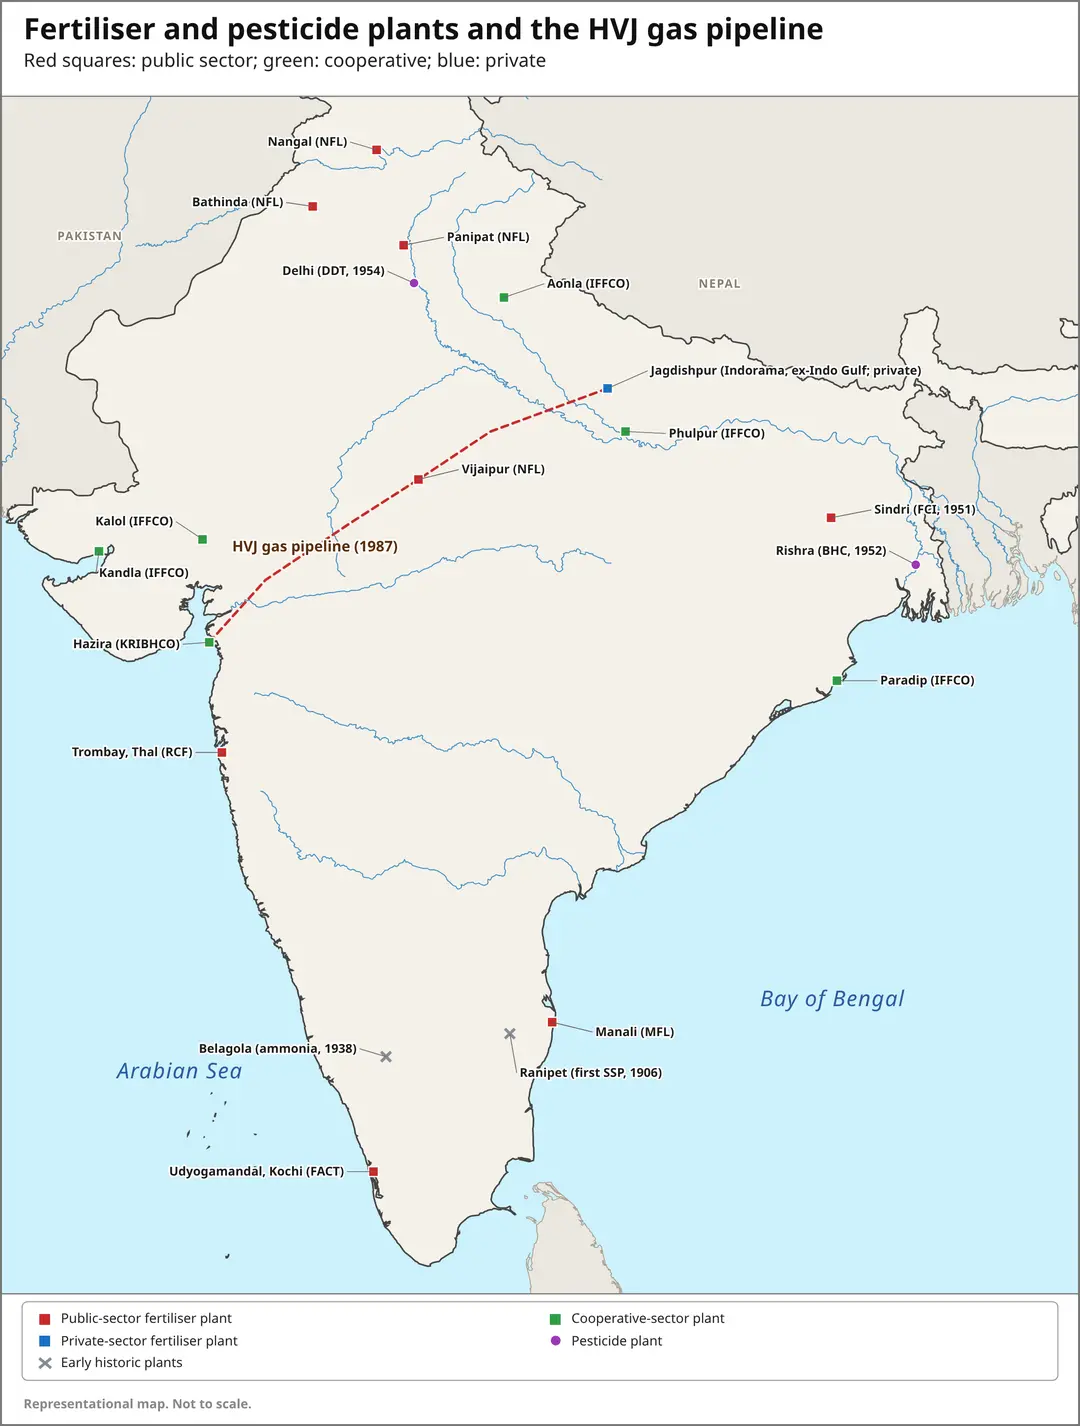 Fertiliser and pesticide plants and the HVJ gas pipeline
Red squares: public sector; green: cooperative; blue: private
Nangal (NFL)
Bathinda (NFL)
PAKISTAN
Panipat (NFL)
Delhi (DDT, 1954)
Aonla (IFFCO)
NEPAL
Jagdishpur (Indorama, ex-Indo Gulf; private)
Phulpur (IFFCO)
Vijaipur (NFL)
Sindri (FCI, 1951)
Kalol (IFFCO)
HVJ gas pipeline (1987)
Rishra (BHC, 1952)
Kandla (IFFCO)
Hazira (KRIBHCO)
Paradip (IFFCO)
Trombay, Thal (RCF)
Bay of Bengal
Manali (MFL)
Belagola (ammonia, 1938)
Arabian Sea
Ranipet (first SSP, 1906)
Udyogamandal, Kochi (FACT)
Public-sector fertiliser plant
Cooperative-sector plant
Private-sector fertiliser plant
Pesticide plant
Early historic plants
Representational map. Not to scale.